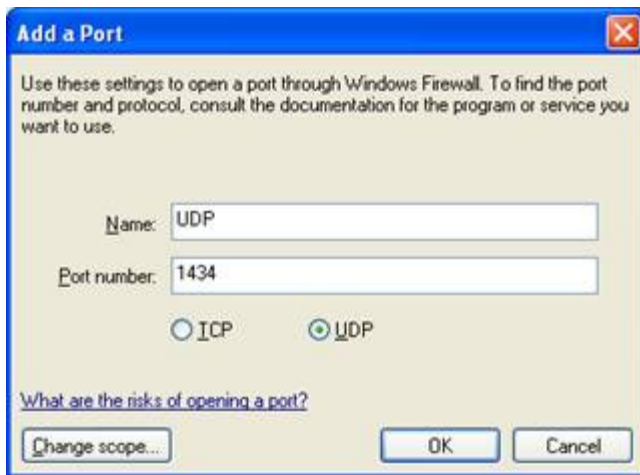 Add a Port
Use these settings to open a port through Windows Firewall. To find the port
number and protocol, consult the documentation for the program or service you
want to use.
Name: UDP
Port number: 1434
TCP UDP
What are the risks of opening a port?
Change scope... OK Cancel